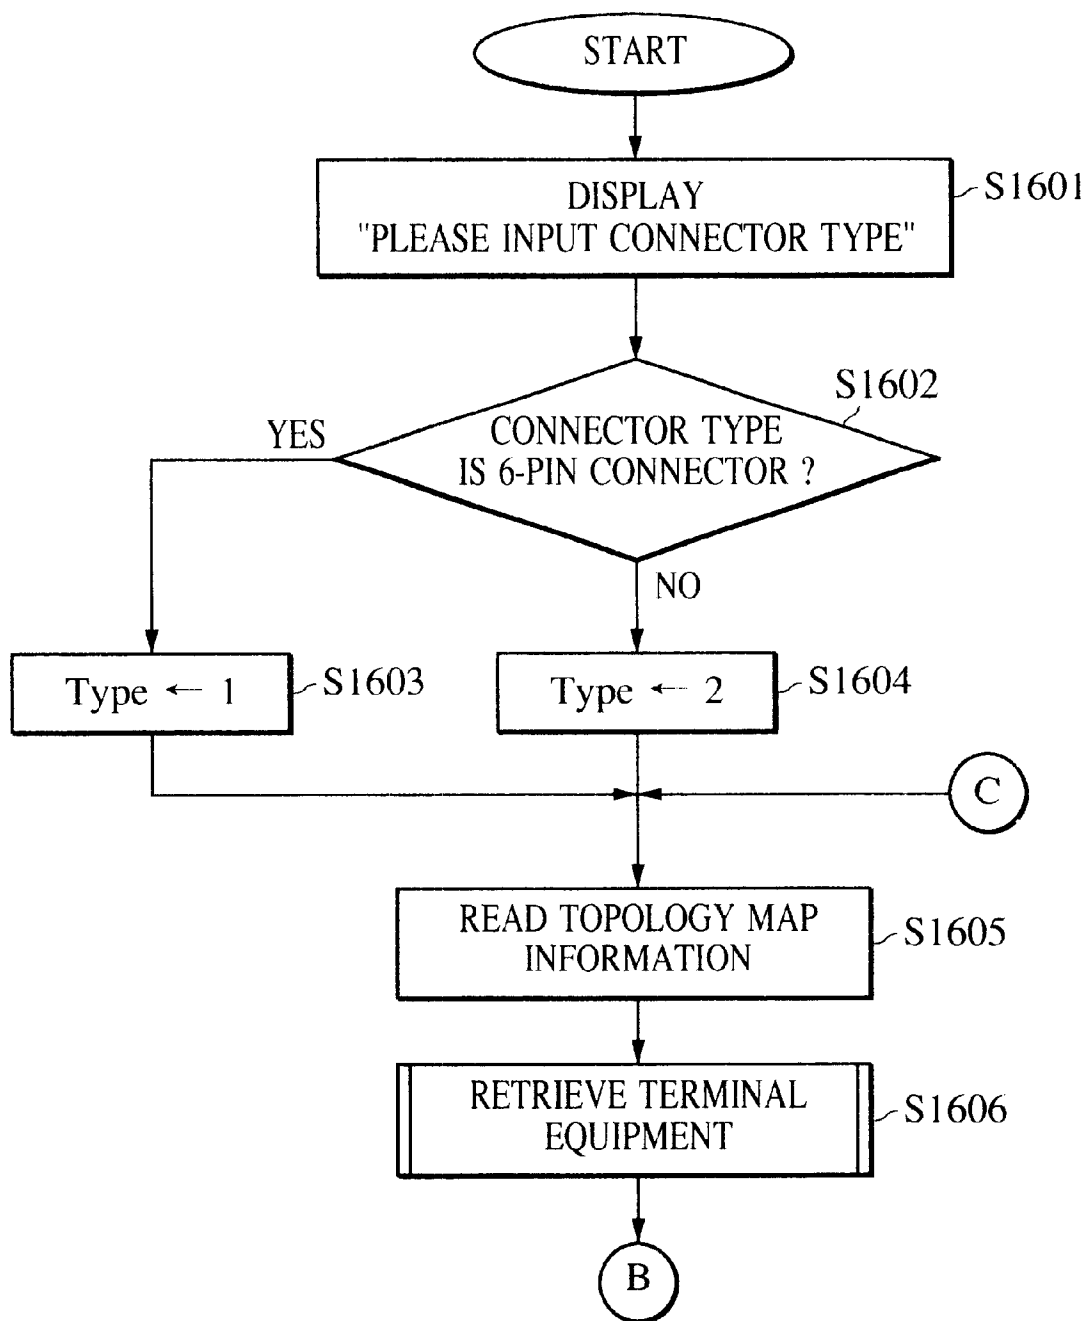 START
DISPLAY
"PLEASE INPUT CONNECTOR TYPE"
S1601
S1602
CONNECTOR TYPE
IS 6-PIN CONNECTOR ?
YES
NO
Type ← 1
S1603
Type ← 2
S1604
C
READ TOPOLOGY MAP
INFORMATION
S1605
RETRIEVE TERMINAL
EQUIPMENT
S1606
B